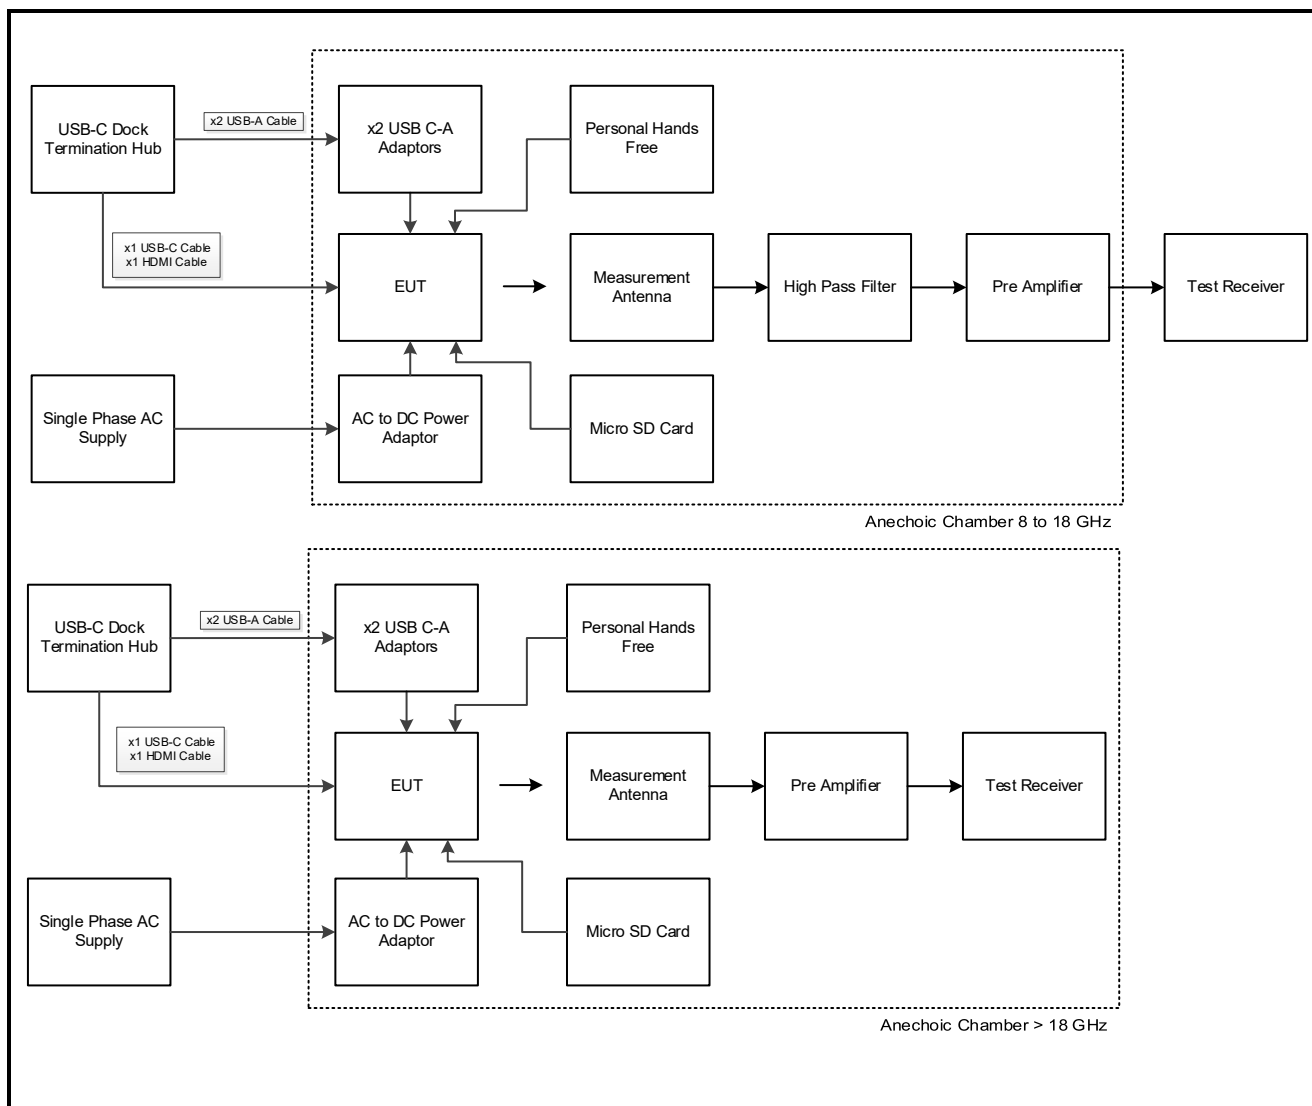 USB-C Dock
Termination Hub
x2 USB-A Cable
x2 USB C-A
Adaptors
Personal Hands
Free
x1 USB-C Cable
x1 HDMI Cable
EUT
Measurement
Antenna
High Pass Filter
Pre Amplifier
Test Receiver
Single Phase AC
Supply
AC to DC Power
Adaptor
Micro SD Card
Anechoic Chamber 8 to 18 GHz
USB-C Dock
Termination Hub
x2 USB-A Cable
x2 USB C-A
Adaptors
Personal Hands
Free
x1 USB-C Cable
x1 HDMI Cable
EUT
Measurement
Antenna
Pre Amplifier
Test Receiver
Single Phase AC
Supply
AC to DC Power
Adaptor
Micro SD Card
Anechoic Chamber > 18 GHz